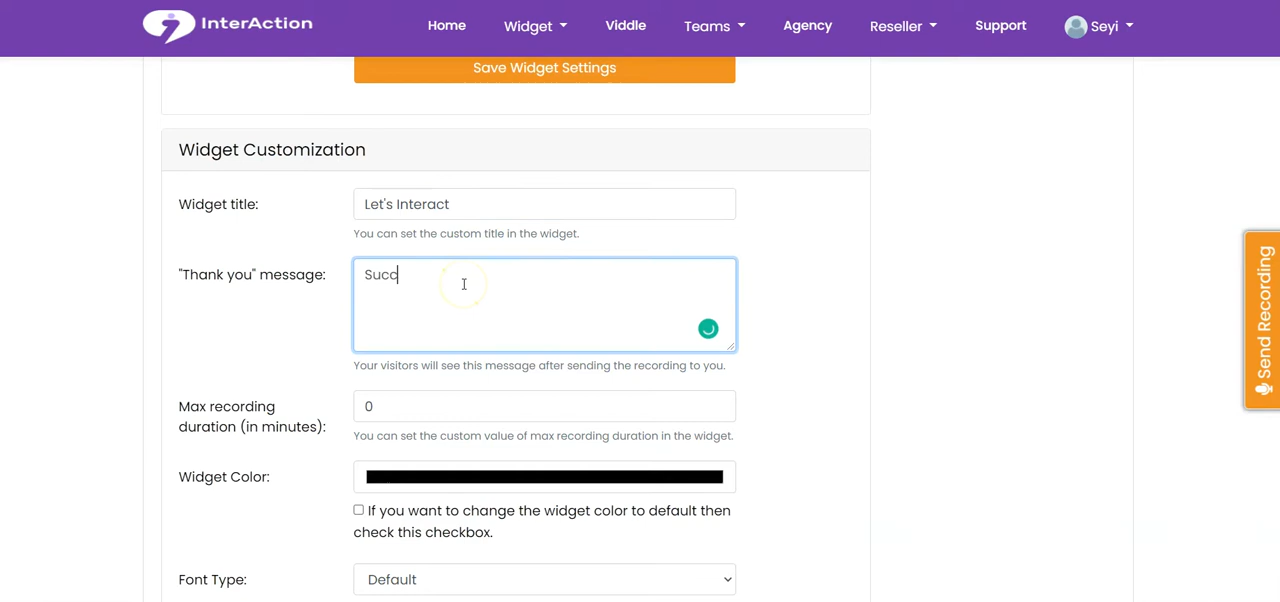 InterAction
Home Widget Viddle Teams Agency Reseller Support Seyi
Save Widget Settings
Widget Customization
Widget title:
Let's Interact
You can set the custom title in the widget.
"Thank you" message:
Succ
Your visitors will see this message after sending the recording to you.
Max recording
duration (in minutes):
0
You can set the custom value of max recording duration in the widget.
Widget Color:
If you want to change the widget color to default then
check this checkbox.
Font Type:
Default
Send Recording